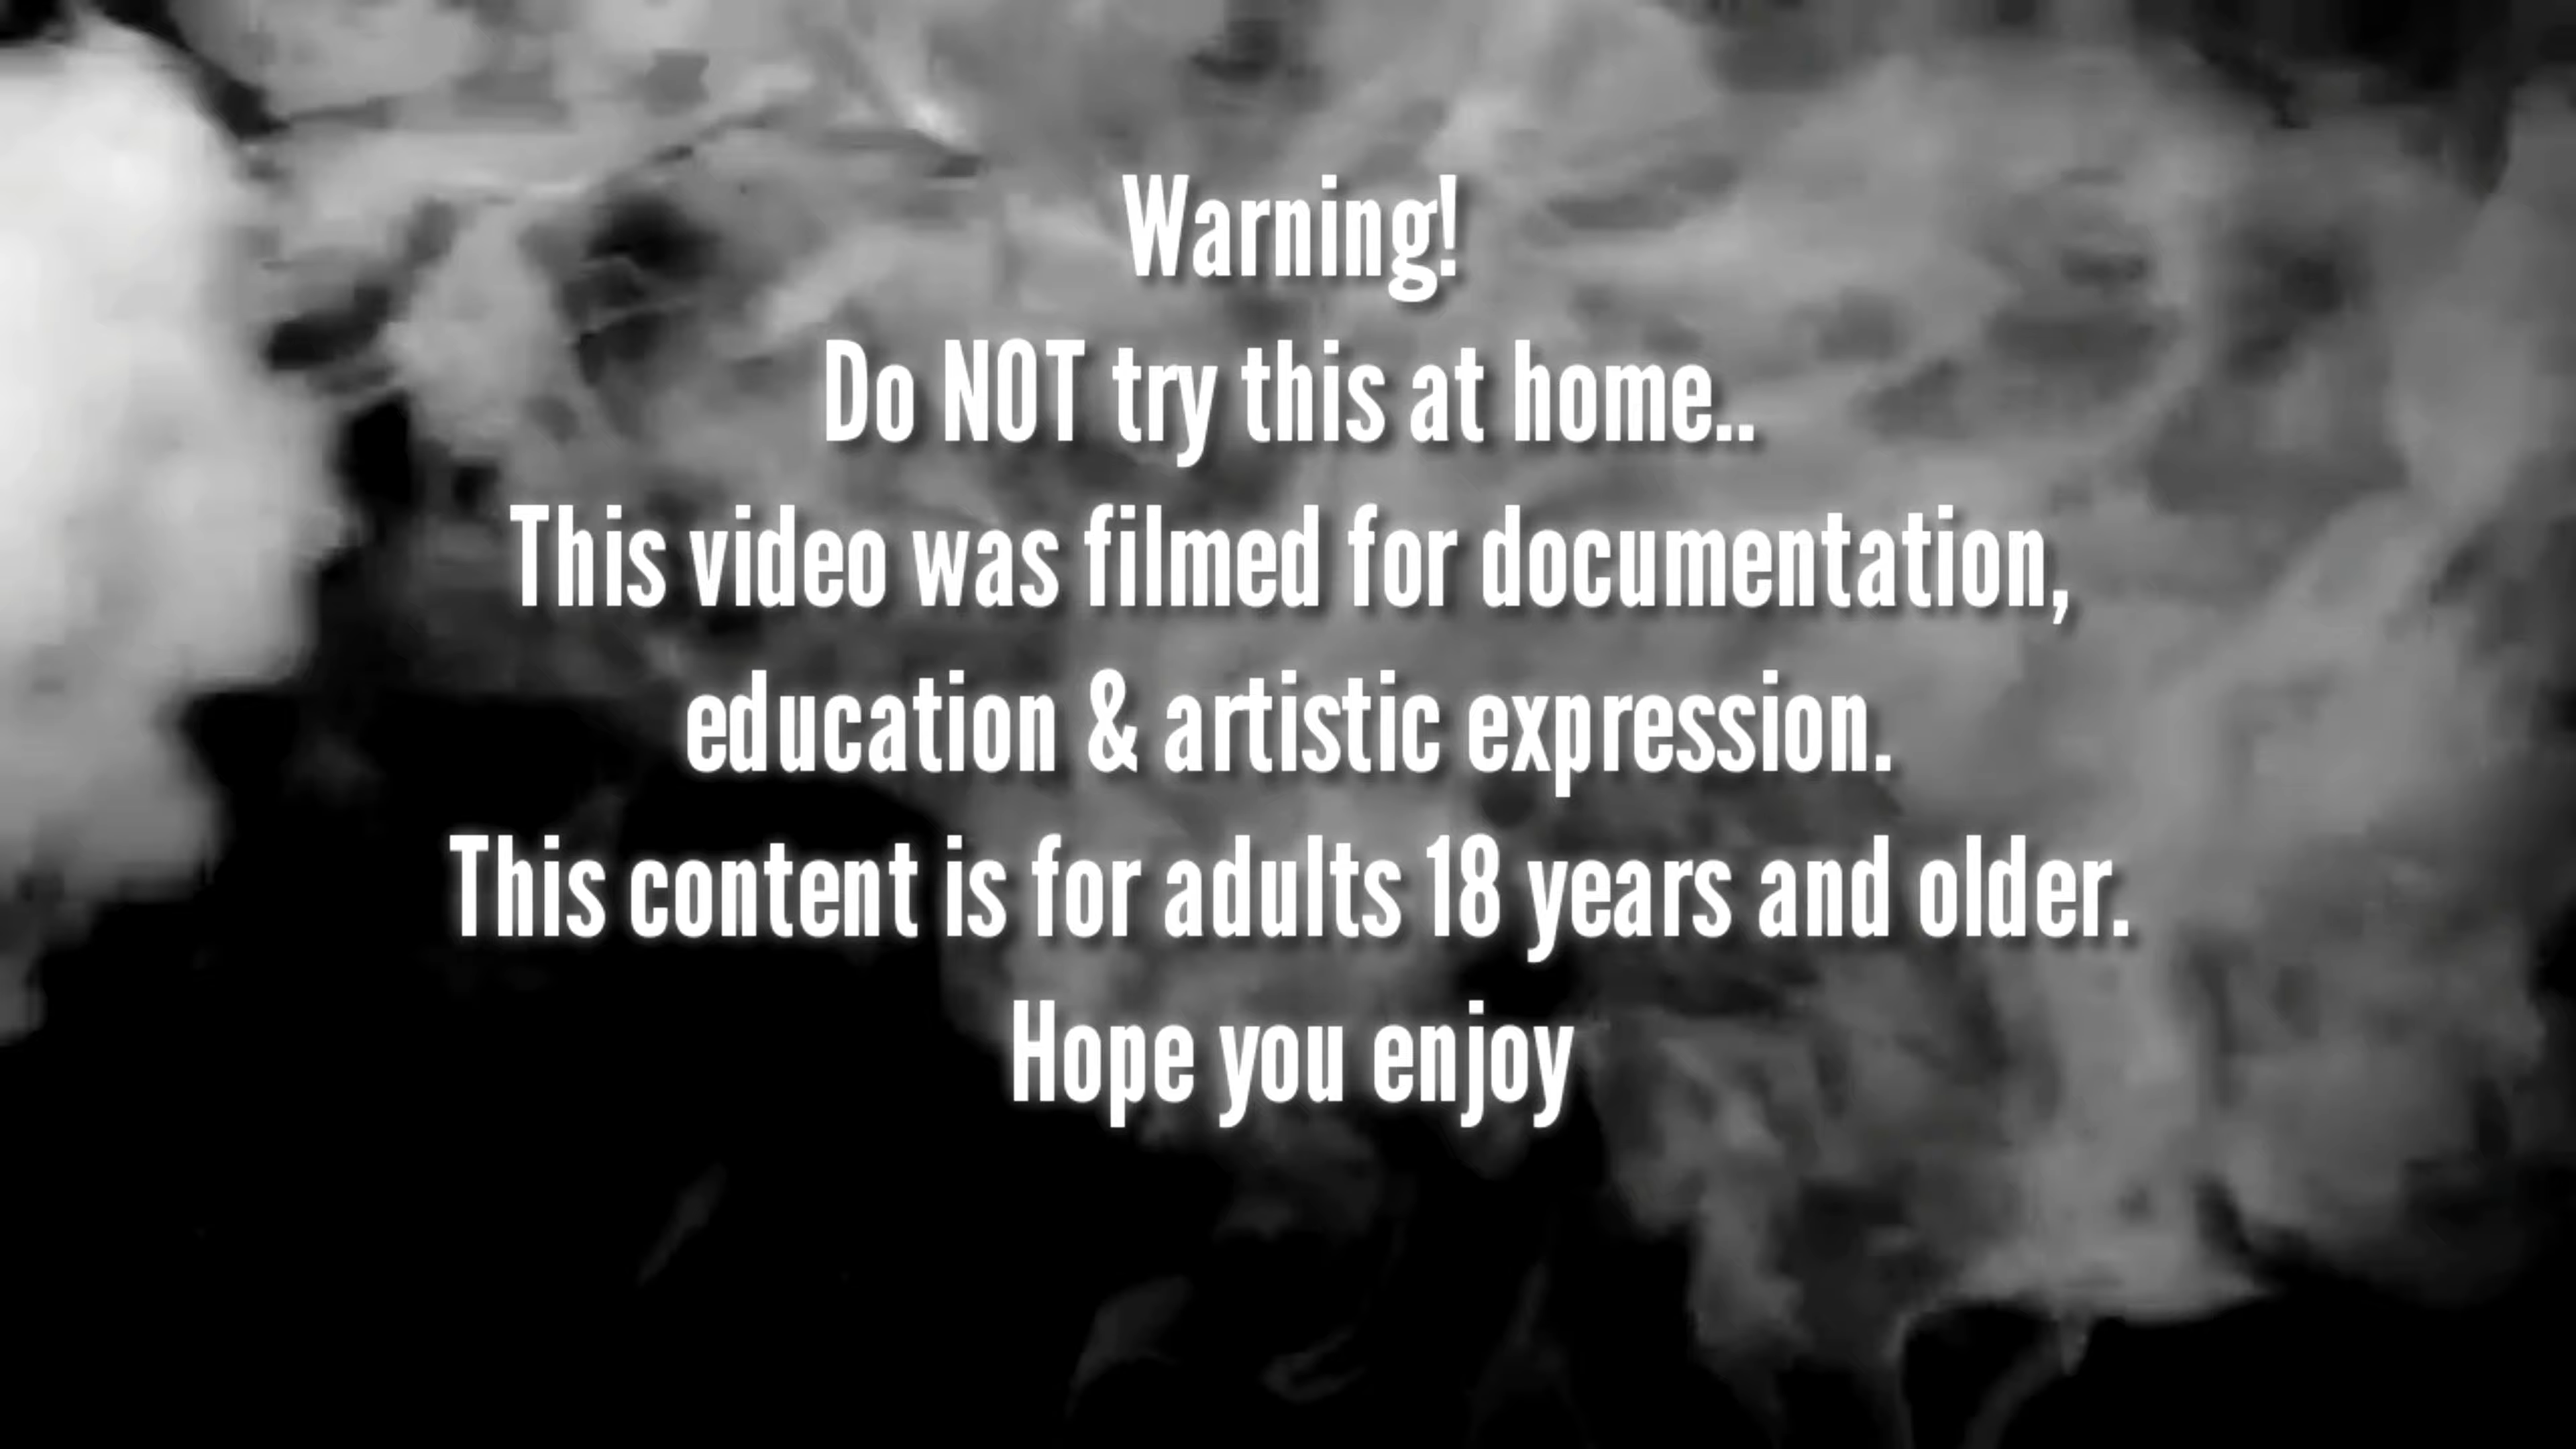 Warning!
Do NOT try this at home..
This video was filmed for documentation,
education & artistic expression.
This content is for adults 18 years and older.
Hope you enjoy